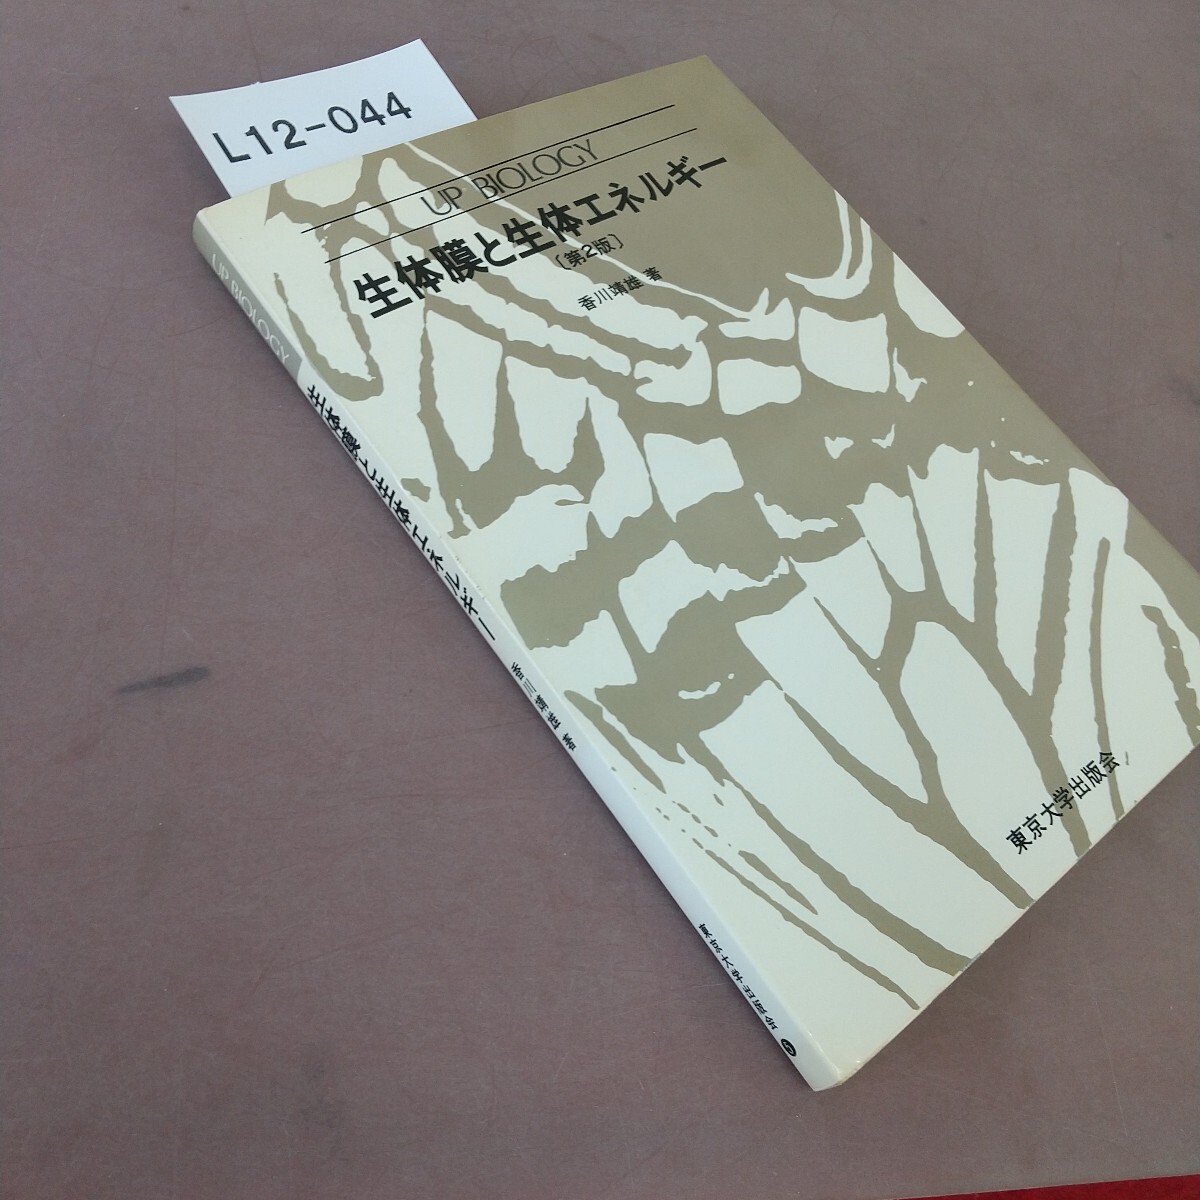 L12-044
UP BIOLOGY
生体膜と生体エネルギー
〔第2版〕
香川靖雄 著
東京大学出版会
UP BIOLOGY
生体膜と生体エネルギー
香川靖雄 著
東京大学出版会